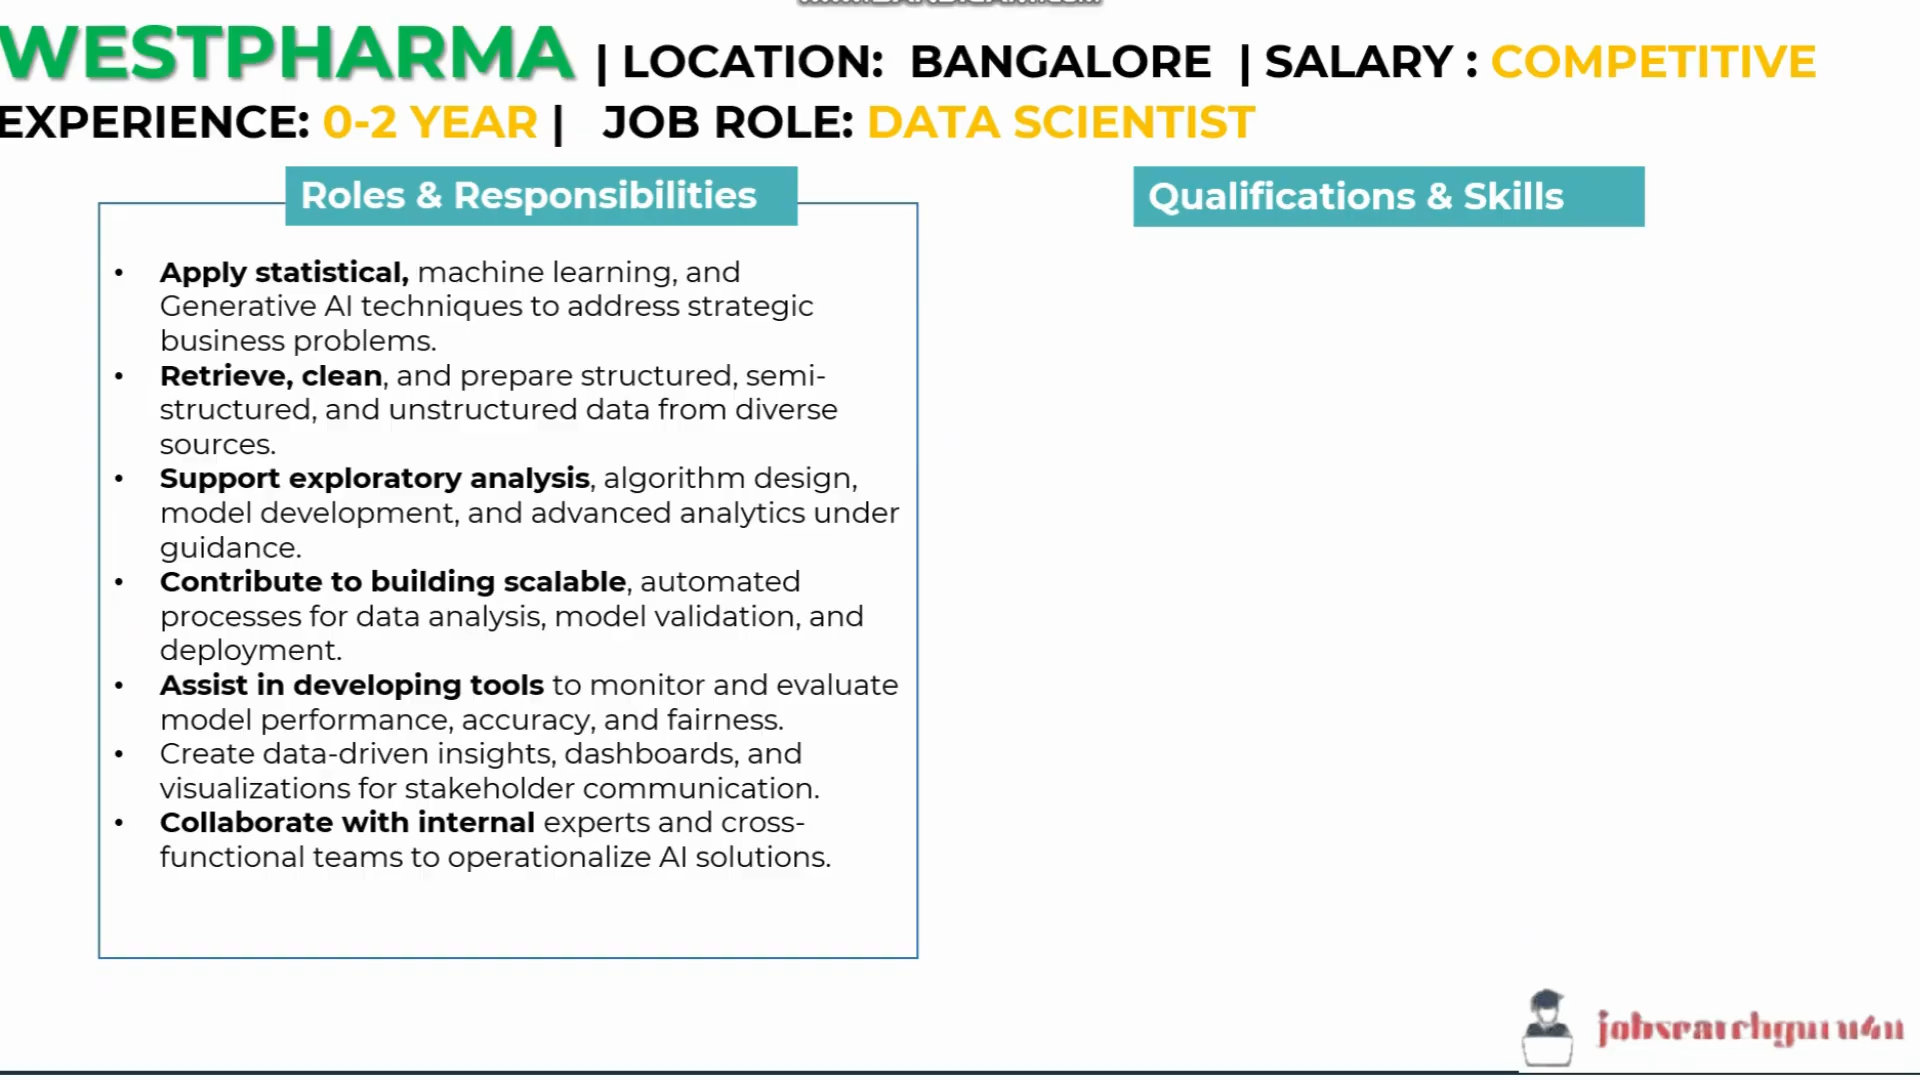 WESTPHARMA | LOCATION: BANGALORE | SALARY : COMPETITIVE
EXPERIENCE: 0-2 YEAR | JOB ROLE: DATA SCIENTIST
Roles & Responsibilities
• Apply statistical, machine learning, and
Generative AI techniques to address strategic
business problems.
• Retrieve, clean, and prepare structured, semi-
structured, and unstructured data from diverse
sources.
• Support exploratory analysis, algorithm design,
model development, and advanced analytics under
guidance.
• Contribute to building scalable, automated
processes for data analysis, model validation, and
deployment.
• Assist in developing tools to monitor and evaluate
model performance, accuracy, and fairness.
• Create data-driven insights, dashboards, and
visualizations for stakeholder communication.
• Collaborate with internal experts and cross-
functional teams to operationalize AI solutions.
Qualifications & Skills
jobsearchguru4u